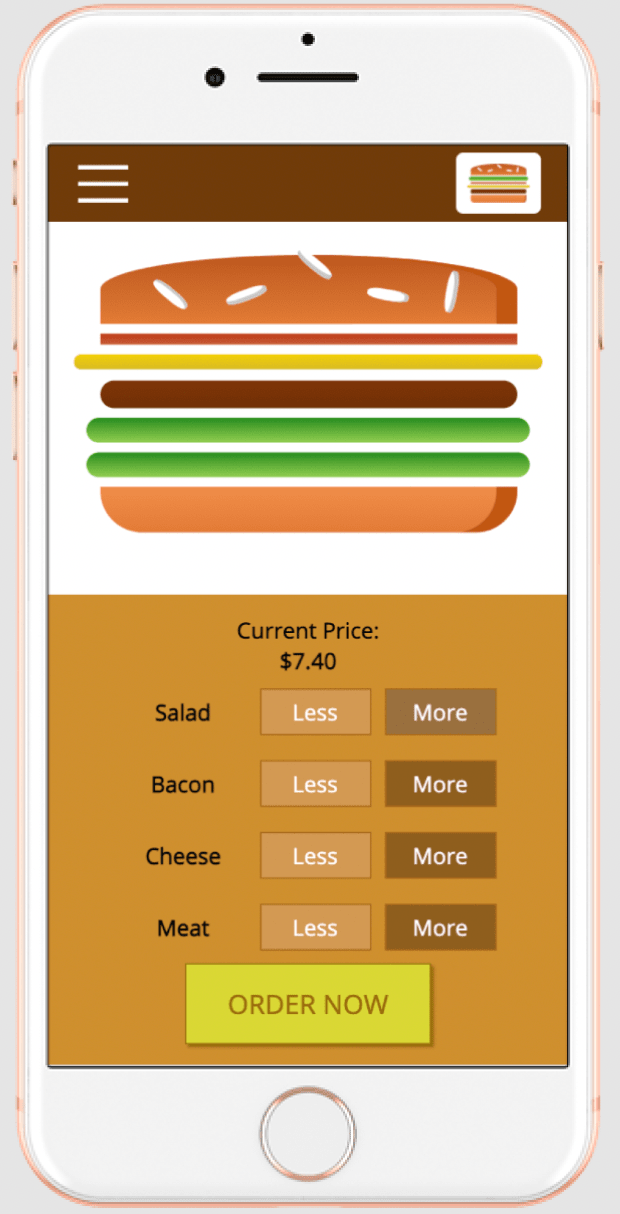 Current Price:
$7.40
Salad Less More
Bacon Less More
Cheese Less More
Meat Less More
ORDER NOW